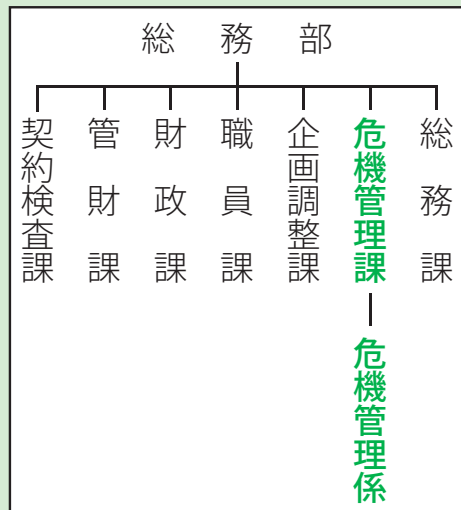 総務部
総務課
危機管理課
危機管理係
企画調整課
職員課
財政課
管財課
契約検査課